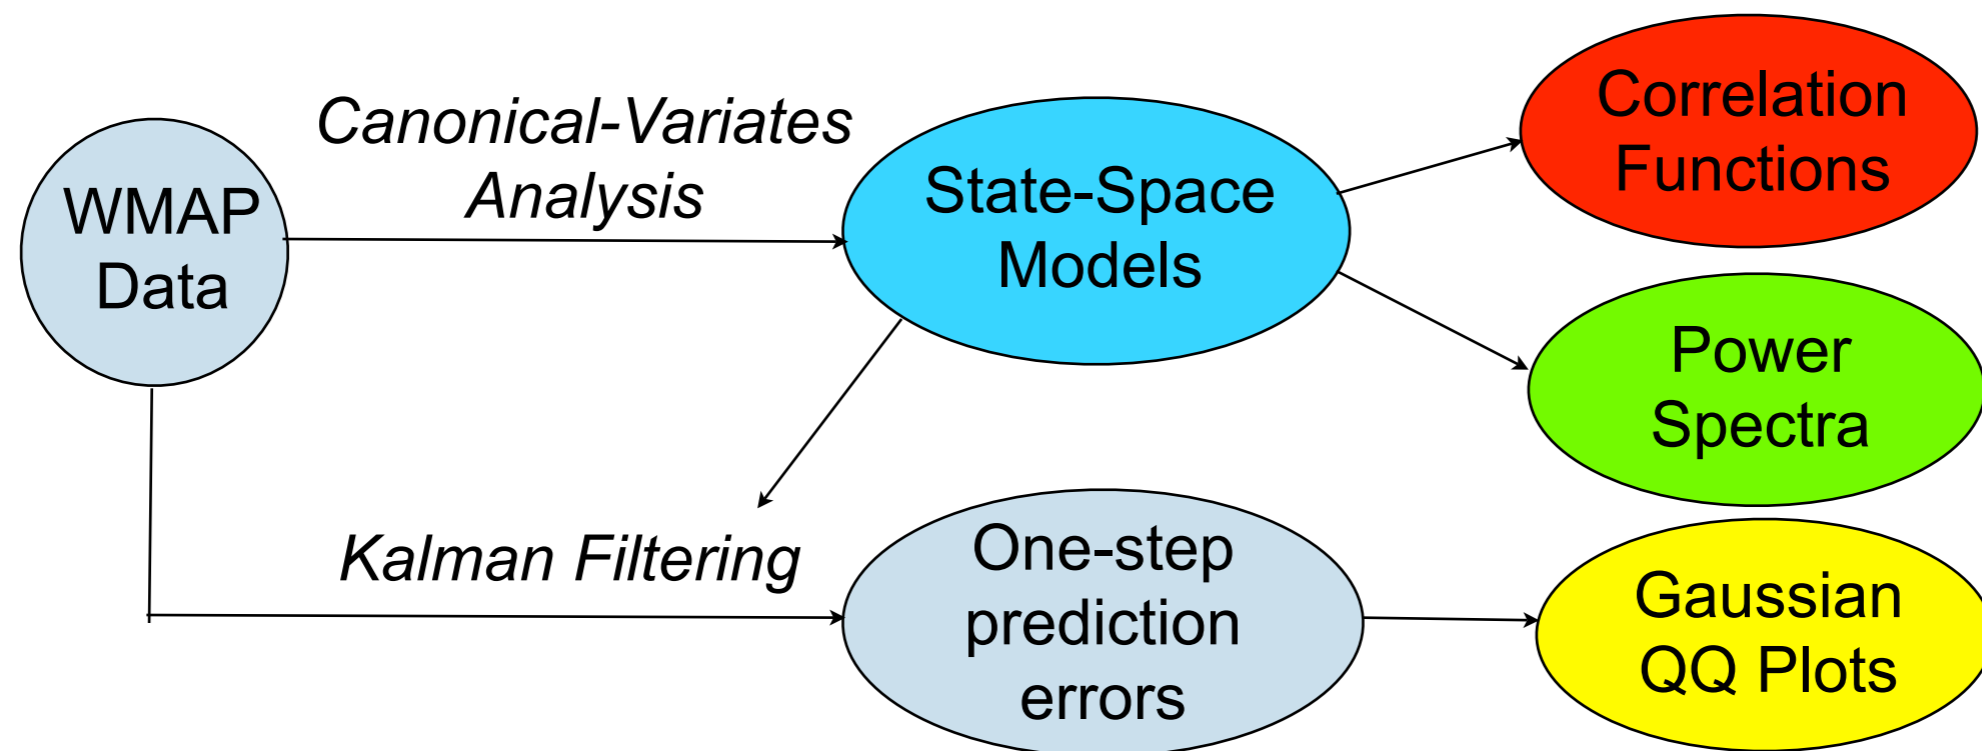 WMAP
Data
Canonical-Variates
Analysis
State-Space
Models
Correlation
Functions
Power
Spectra
Kalman Filtering
One-step
prediction
errors
Gaussian
QQ Plots